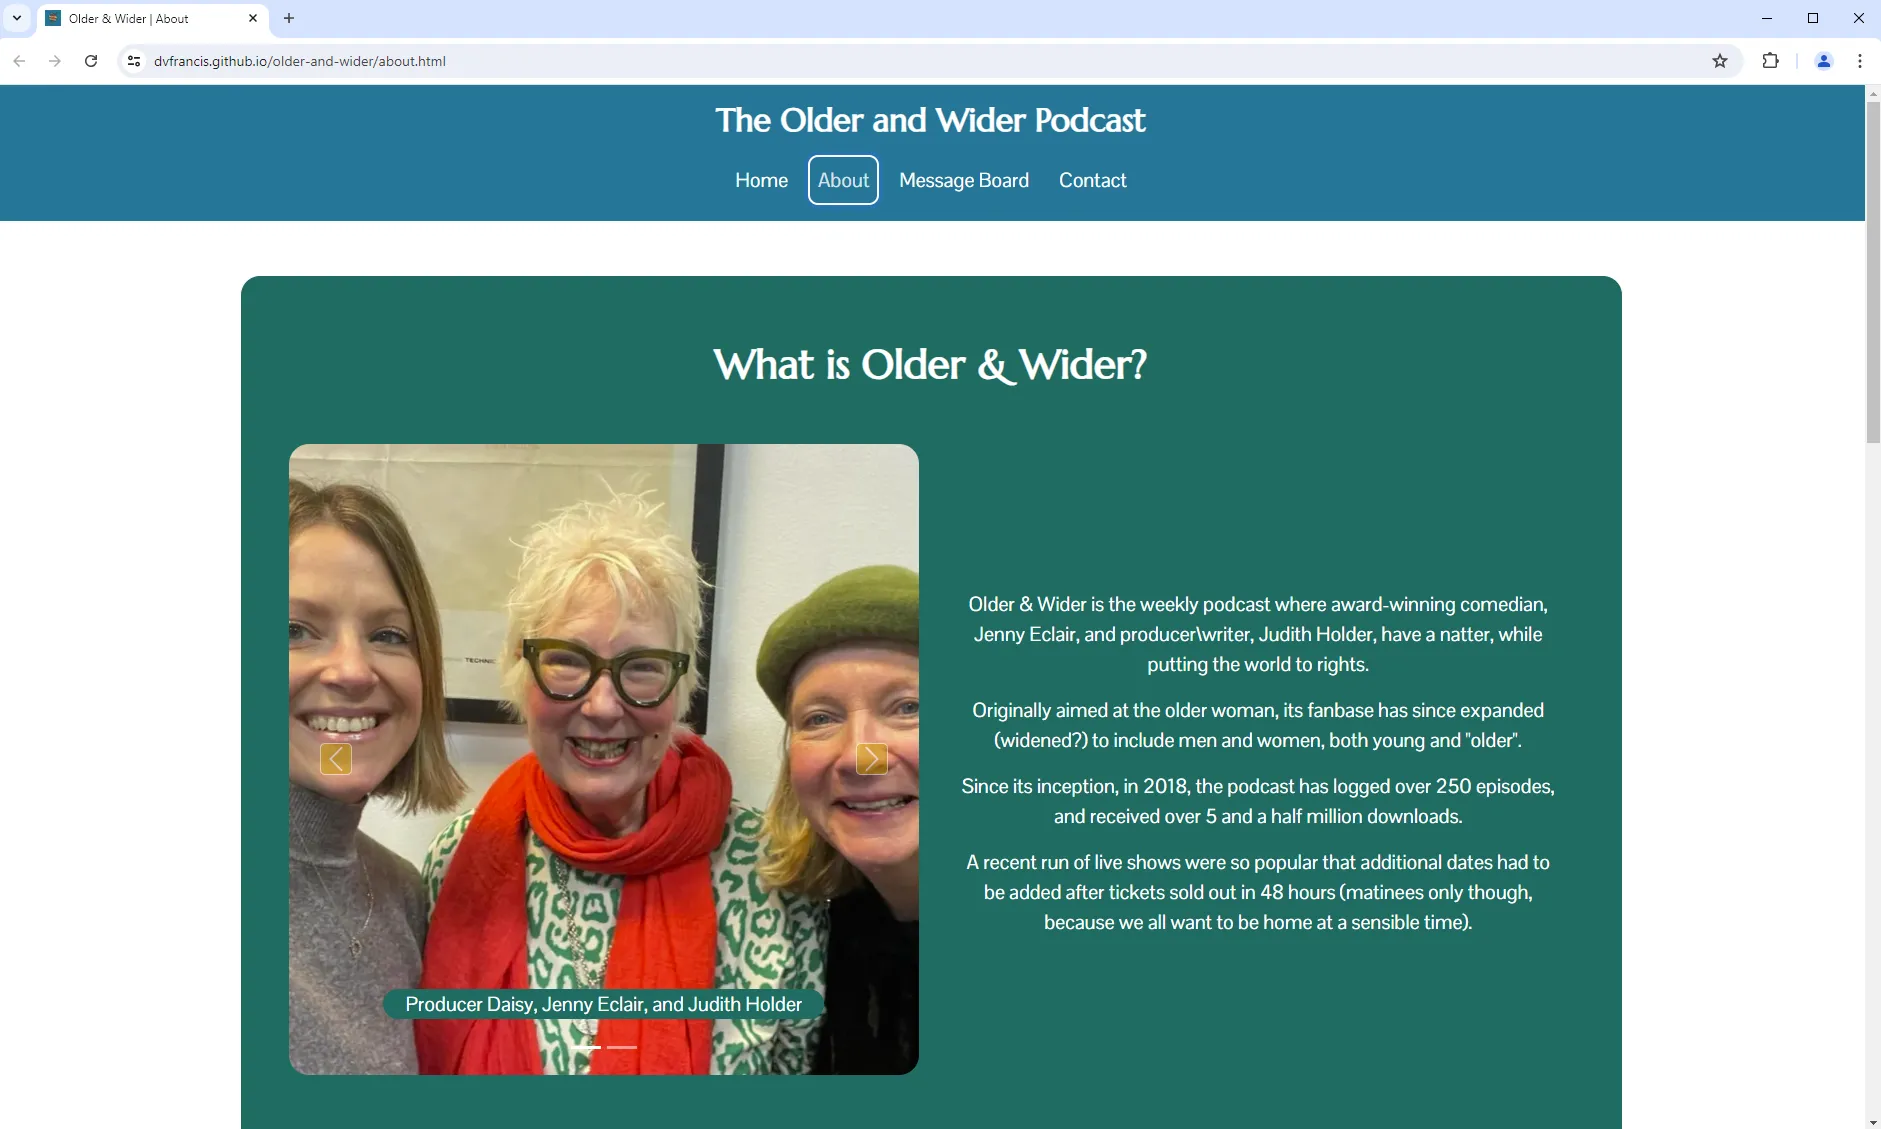 Older & Wider | About
dvfrancis.github.io/older-and-wider/about.html
The Older and Wider Podcast
Home About Message Board Contact
What is Older & Wider?
TECHNIC
Older & Wider is the weekly podcast where award-winning comedian,
Jenny Eclair, and producer\writer, Judith Holder, have a natter, while
putting the world to rights.
Originally aimed at the older woman, its fanbase has since expanded
(widened?) to include men and women, both young and "older".
Since its inception, in 2018, the podcast has logged over 250 episodes,
and received over 5 and a half million downloads.
A recent run of live shows were so popular that additional dates had to
be added after tickets sold out in 48 hours (matinees only though,
because we all want to be home at a sensible time).
Producer Daisy, Jenny Eclair, and Judith Holder